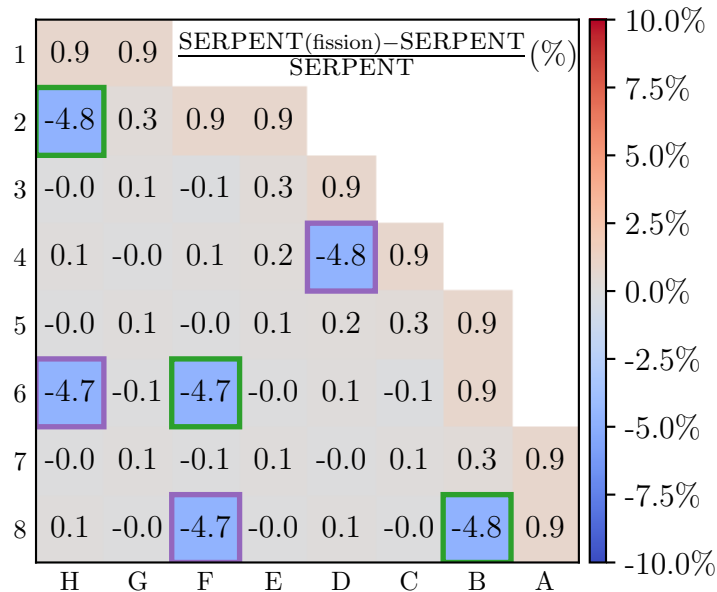 SERPENT(fission)−SERPENT
SERPENT (%)
1 0.9 0.9
2 -4.8 0.3 0.9 0.9
3 -0.0 0.1 -0.1 0.3 0.9
4 0.1 -0.0 0.1 0.2 -4.8 0.9
5 -0.0 0.1 -0.0 0.1 0.2 0.3 0.9
6 -4.7 -0.1 -4.7 -0.0 0.1 -0.1 0.9
7 -0.0 0.1 -0.1 0.1 -0.0 0.1 0.3 0.9
8 0.1 -0.0 -4.7 -0.0 0.1 -0.0 -4.8 0.9
H G F E D C B A
10.0%
7.5%
5.0%
2.5%
0.0%
-2.5%
-5.0%
-7.5%
-10.0%